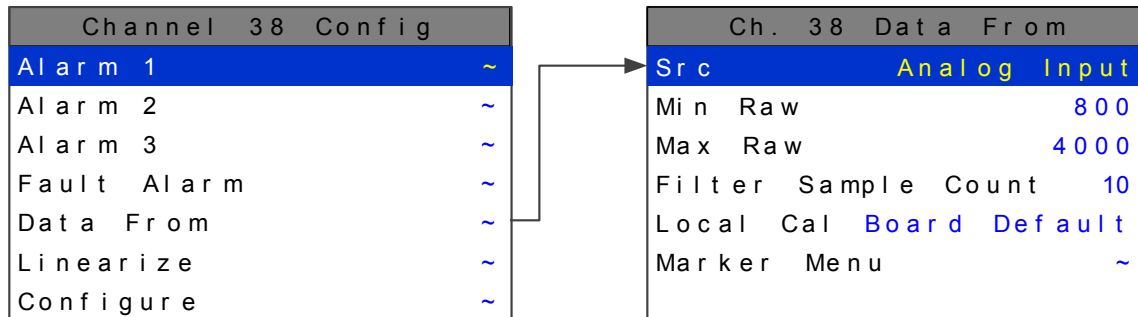 Channel 38 Config
Alarm 1 ~
Alarm 2 ~
Alarm 3 ~
Fault Alarm ~
Data From ~
Linearize ~
Configure ~
Ch. 38 Data From
Src Analog Input
Min Raw 800
Max Raw 4000
Filter Sample Count 10
Local Cal Board Default
Marker Menu ~